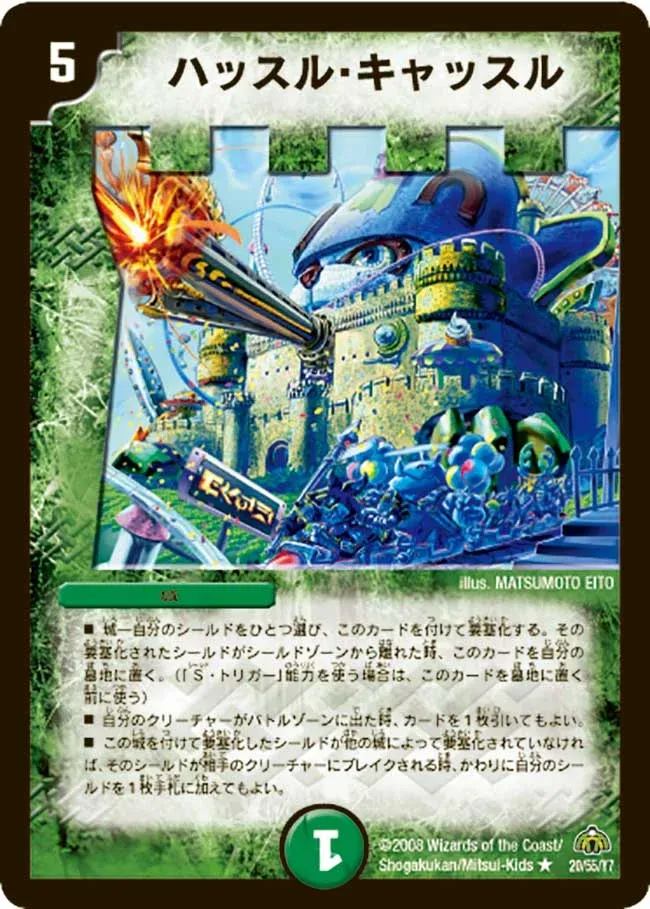 5
ハッスル・キャッスル
illus. MATSUMOTO EITO
城
■ 城―自分のシールドをひとつ選び、このカードを付けて要塞化する。その
要塞化されたシールドがシールドゾーンから離れた時、このカードを自分の
墓地に置く。(「S・トリガー」能力を使う場合は、このカードを墓地に置く
前に使う)
■ 自分のクリーチャーがバトルゾーンに出た時、カードを1枚引いてもよい。
■ この城を付けて要塞化したシールドが他の城によって要塞化されていなけれ
ば、そのシールドが相手のクリーチャーにブレイクされる時、かわりに自分のシー
ルドを1枚手札に加えてもよい。
1
©2008 Wizards of the Coast/
Shogakukan/Mitsui-Kids ★
20/55/Y7